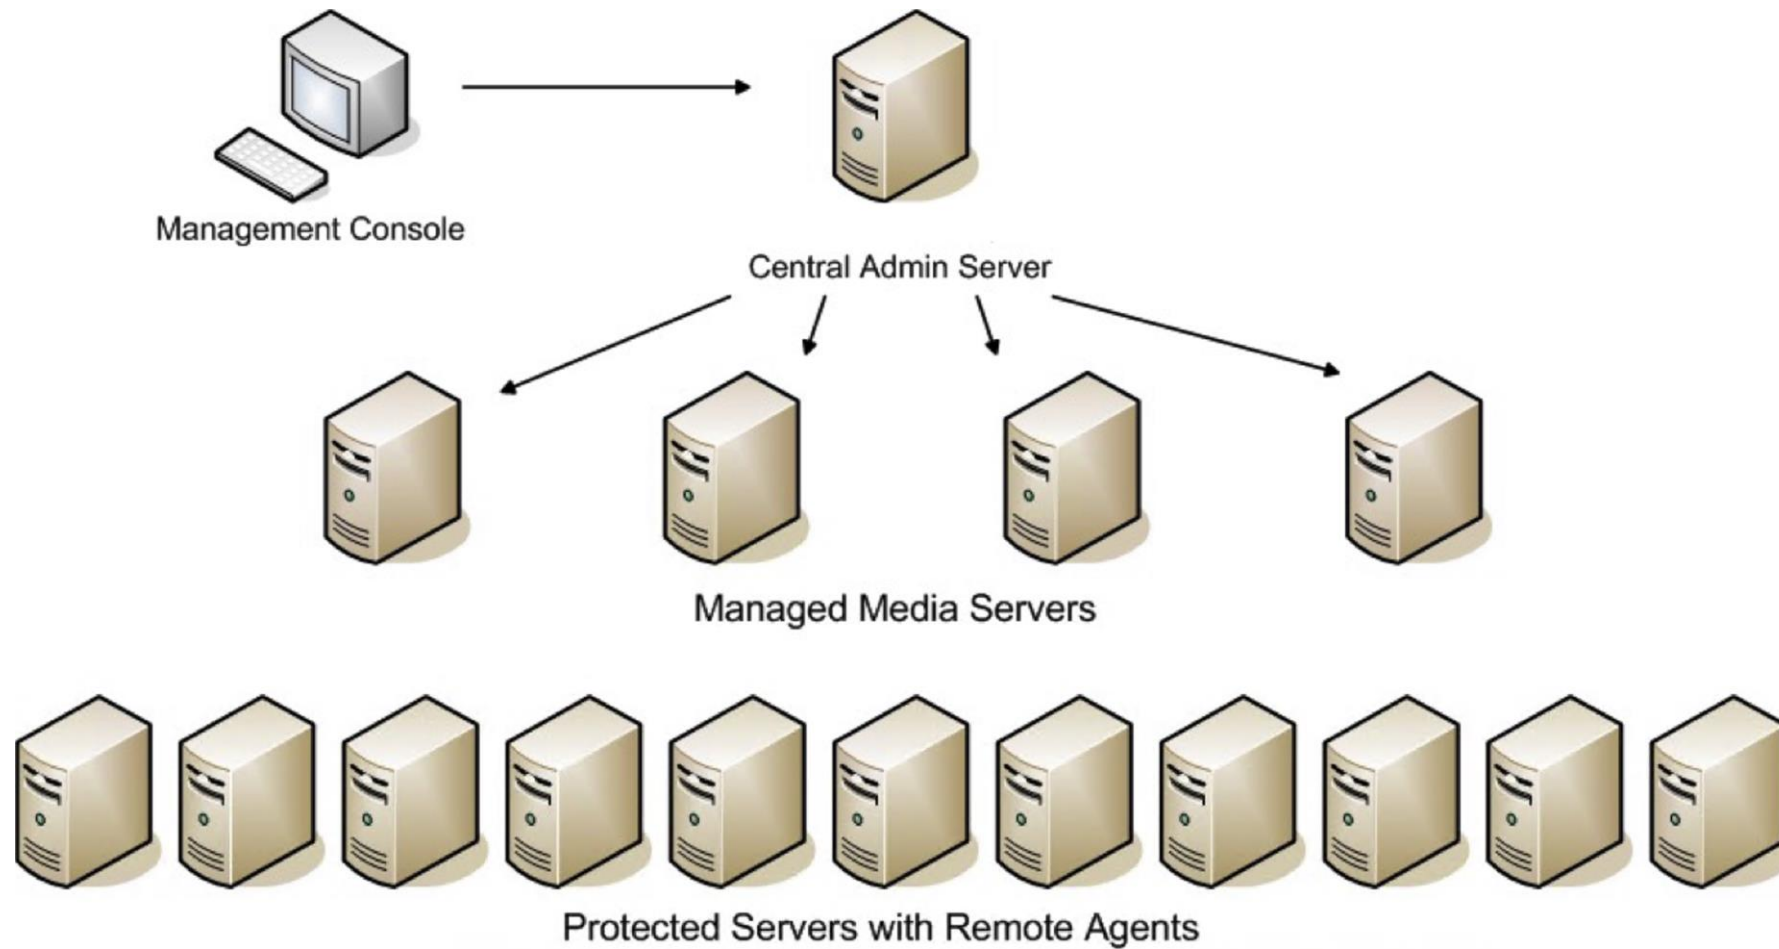 Management Console
Central Admin Server
Managed Media Servers
Protected Servers with Remote Agents